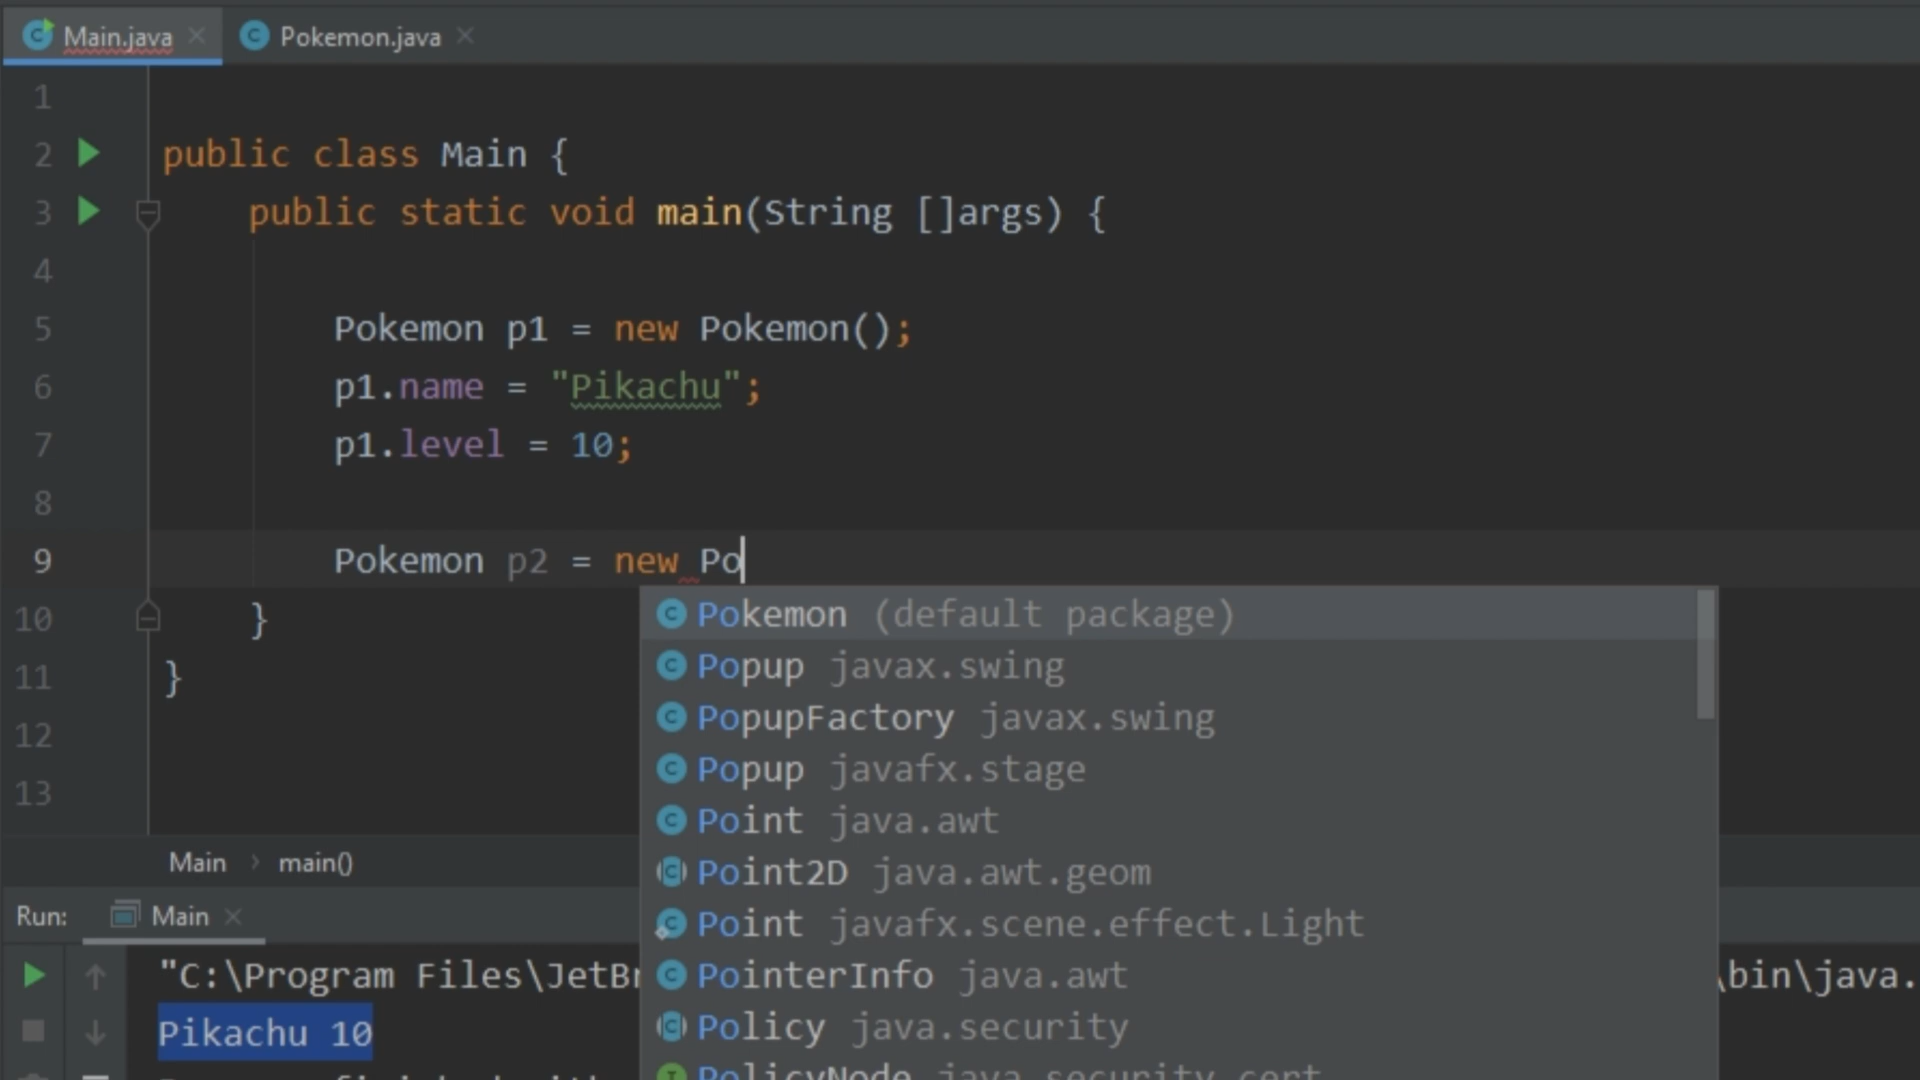 Main.java Pokemon.java
1
2 public class Main {
3 public static void main(String []args) {
4
5 Pokemon p1 = new Pokemon();
6 p1.name = "Pikachu";
7 p1.level = 10;
8
9 Pokemon p2 = new Po
10 }
11 }
12
13
Pokemon (default package)
Popup javax.swing
PopupFactory javax.swing
Popup javafx.stage
Point java.awt
Point2D java.awt.geom
Point javafx.scene.effect.Light
PointerInfo java.awt
Policy java.security
PolicyNode java.security.cert
Main > main()
Run: Main
"C:\Program Files\JetBr \bin\java.
Pikachu 10